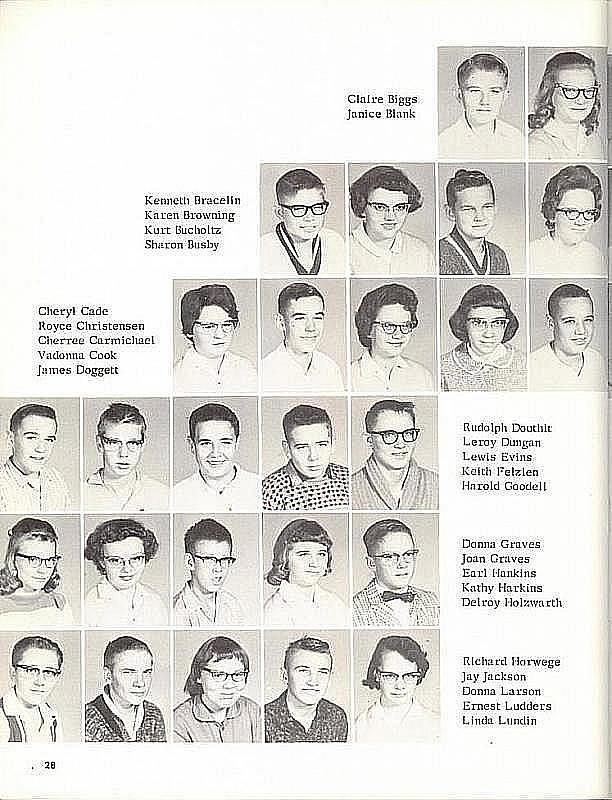 Claire Biggs
Janice Blank
Kenneth Bracelin
Karen Browning
Kurt Bucholtz
Sharon Busby
Cheryl Cade
Royce Christensen
Cherree Carmichael
Vadonna Cook
James Doggett
Rudolph Douthit
Leroy Dungan
Lewis Evins
Keith Felzien
Harold Goodell
Donna Graves
Joan Graves
Earl Hankins
Kathy Harkins
Delroy Holzwarth
Richard Horwege
Jay Jackson
Donna Larson
Ernest Ludders
Linda Lundin
28